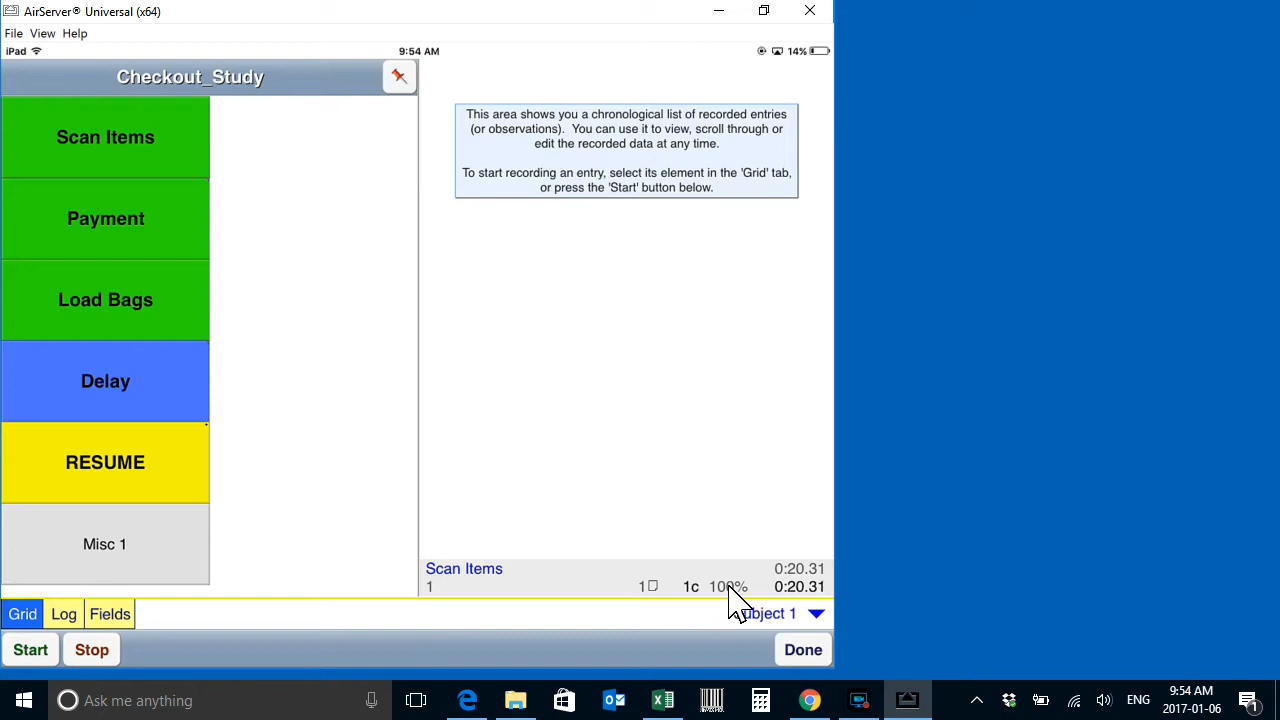 AirServer® Universal (x64)
File View Help
iPad 9:54 AM 14%
Checkout_Study
Scan Items
Payment
Load Bags
Delay
RESUME
Misc 1
This area shows you a chronological list of recorded entries
(or observations). You can use it to view, scroll through or
edit the recorded data at any time.
To start recording an entry, select its element in the 'Grid' tab,
or press the 'Start' button below.
Scan Items 0:20.31
1 1 1c 100% 0:20.31
Grid Log Fields ubject 1
Start Stop Done
Ask me anything
ENG
9:54 AM
2017-01-06
1